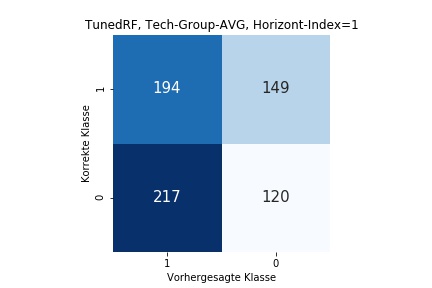 TunedRF, Tech-Group-AVG, Horizont-Index=1
Korrekte Klasse
1
194
149
0
217
120
1
0
Vorhergesagte Klasse